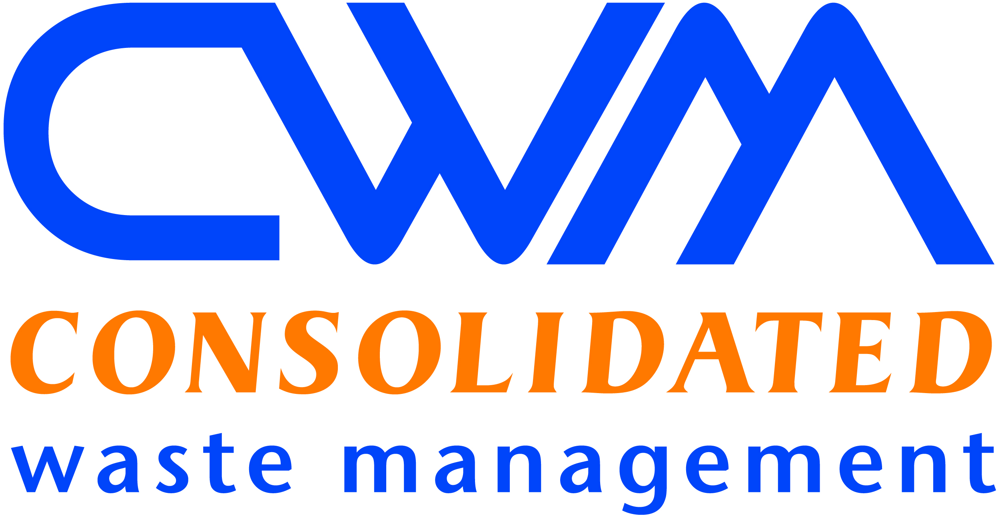 CWM
CONSOLIDATED
waste management